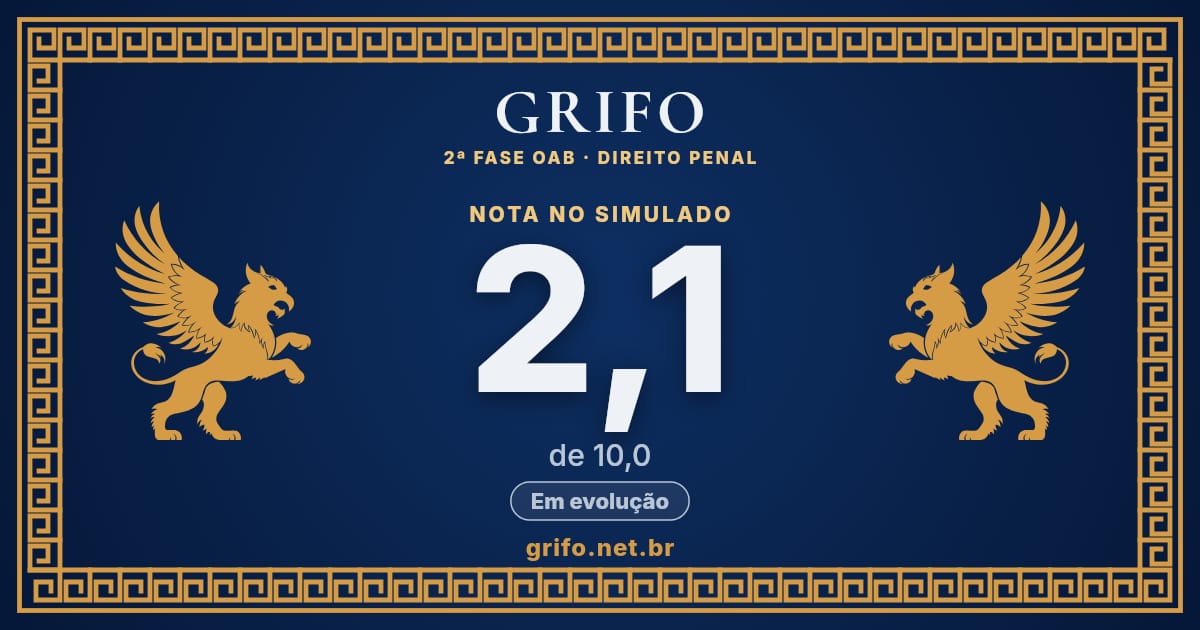 GRIFO
2ª FASE OAB · DIREITO PENAL
NOTA NO SIMULADO
2,1
de 10,0
Em evolução
grifo.net.br